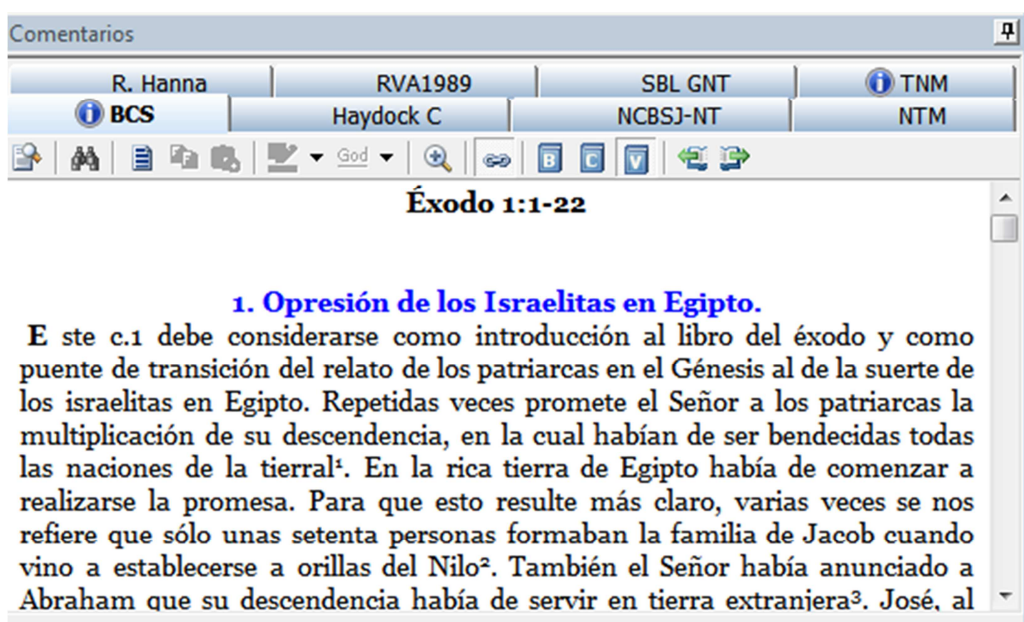 Comentarios
R. Hanna RVA1989 SBL GNT TNM
BCS Haydock C NCBSJ-NT NTM
God B C V
Éxodo 1:1-22
1. Opresión de los Israelitas en Egipto.
E ste c.1 debe considerarse como introducción al libro del éxodo y como
puente de transición del relato de los patriarcas en el Génesis al de la suerte de
los israelitas en Egipto. Repetidas veces promete el Señor a los patriarcas la
multiplicación de su descendencia, en la cual habían de ser bendecidas todas
las naciones de la tierral¹. En la rica tierra de Egipto había de comenzar a
realizarse la promesa. Para que esto resulte más claro, varias veces se nos
refiere que sólo unas setenta personas formaban la familia de Jacob cuando
vino a establecerse a orillas del Nilo². También el Señor había anunciado a
Abraham que su descendencia había de servir en tierra extranjera³. José, al